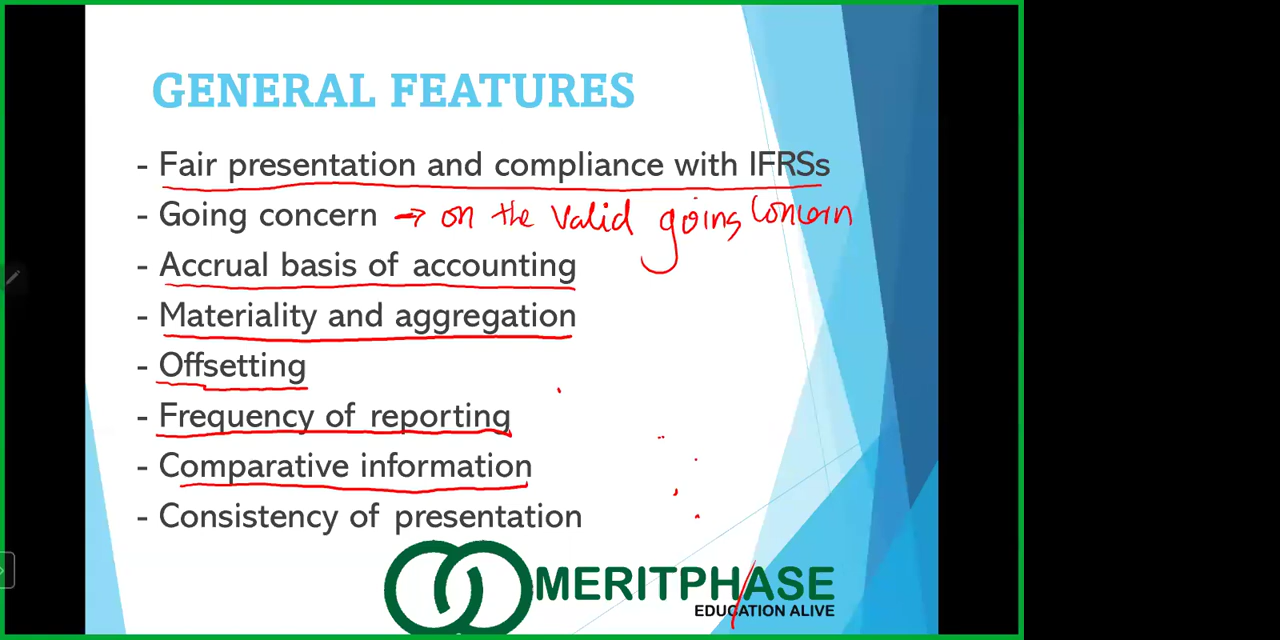 GENERAL FEATURES
- Fair presentation and compliance with IFRSs
- Going concern → on the valid going concern
- Accrual basis of accounting
- Materiality and aggregation
- Offsetting
- Frequency of reporting
- Comparative information
- Consistency of presentation
MERITPHASE
EDUCATION ALIVE